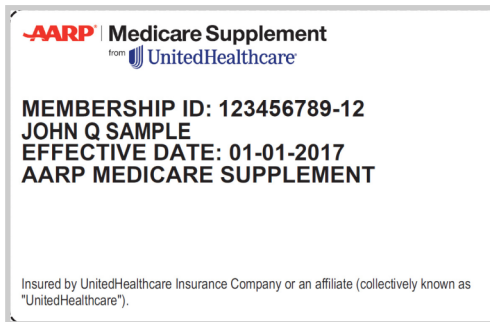 AARP | Medicare Supplement
from UnitedHealthcare
MEMBERSHIP ID: 123456789-12
JOHN Q SAMPLE
EFFECTIVE DATE: 01-01-2017
AARP MEDICARE SUPPLEMENT
Insured by UnitedHealthcare Insurance Company or an affiliate (collectively known as
"UnitedHealthcare").